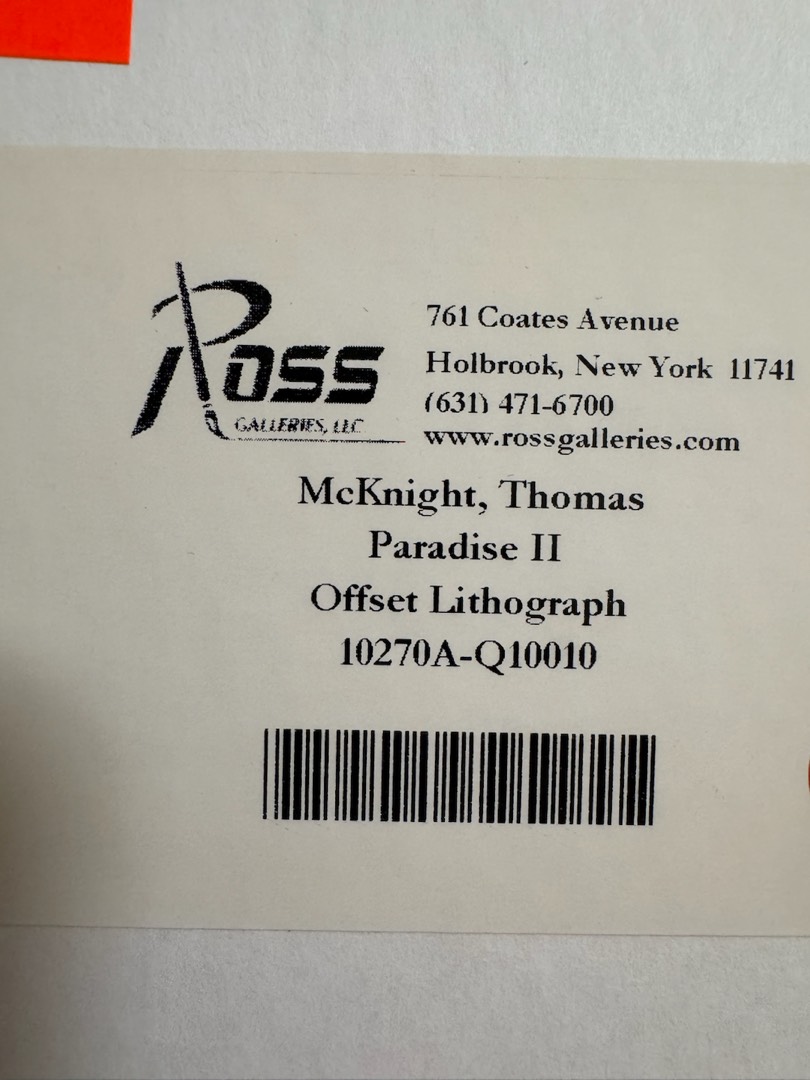 Ross
GALLERIES, LLC
761 Coates Avenue
Holbrook, New York 11741
(631) 471-6700
www.rossgalleries.com
McKnight, Thomas
Paradise II
Offset Lithograph
10270A-Q10010